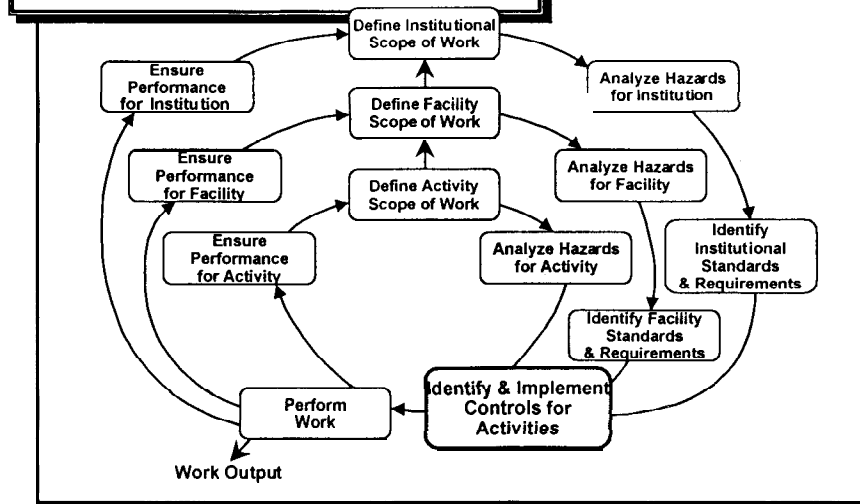 Define Institutional
Scope of Work
Ensure
Performance
for Institution
Analyze Hazards
for Institution
Define Facility
Scope of Work
Ensure
Performance
for Facility
Analyze Hazards
for Facility
Define Activity
Scope of Work
Identify
Institutional
Standards
& Requirements
Ensure
Performance
for Activity
Analyze Hazards
for Activity
Identify Facility
Standards
& Requirements
Identify & Implement
Controls for
Activities
Perform
Work
Work Output